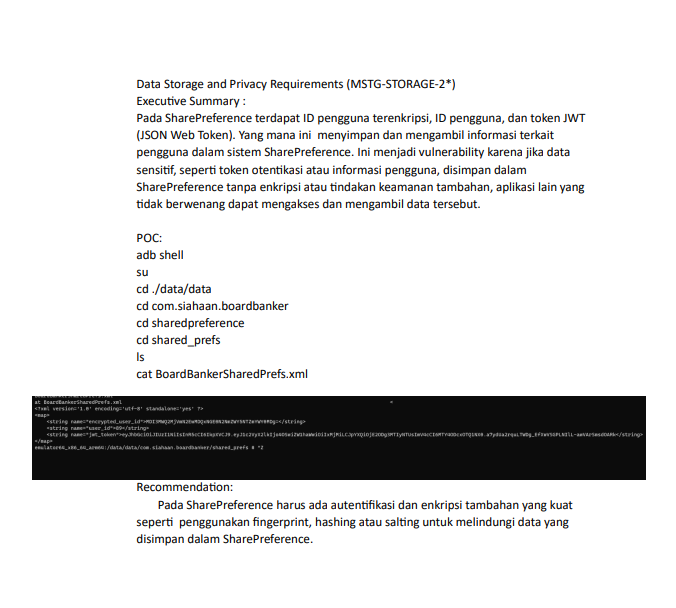 Data Storage and Privacy Requirements (MSTG-STORAGE-2*)
Executive Summary :
Pada SharePreference terdapat ID pengguna terenkripsi, ID pengguna, dan token JWT
(JSON Web Token). Yang mana ini menyimpan dan mengambil informasi terkait
pengguna dalam sistem SharePreference. Ini menjadi vulnerability karena jika data
sensitif, seperti token otentikasi atau informasi pengguna, disimpan dalam
SharePreference tanpa enkripsi atau tindakan keamanan tambahan, aplikasi lain yang
tidak berwenang dapat mengakses dan mengambil data tersebut.
POC:
adb shell
su
cd ./data/data
cd com.siahaan.boardbanker
cd sharedpreference
cd shared_prefs
ls
cat BoardBankerSharedPrefs.xml
at BoardBankerSharedPrefs.xml
<?xml version='1.0' encoding='utf-8' standalone='yes' ?>
<map>
<string name="encrypted_user_id">
<string name="user_id">89</string>
<string name="jwt_token">
</map>
emulator64_x86_64_arm64:/data/data/com.siahaan.boardbanker/shared_prefs # ^2
Recommendation:
Pada SharePreference harus ada autentifikasi dan enkripsi tambahan yang kuat
seperti penggunakan fingerprint, hashing atau salting untuk melindungi data yang
disimpan dalam SharePreference.